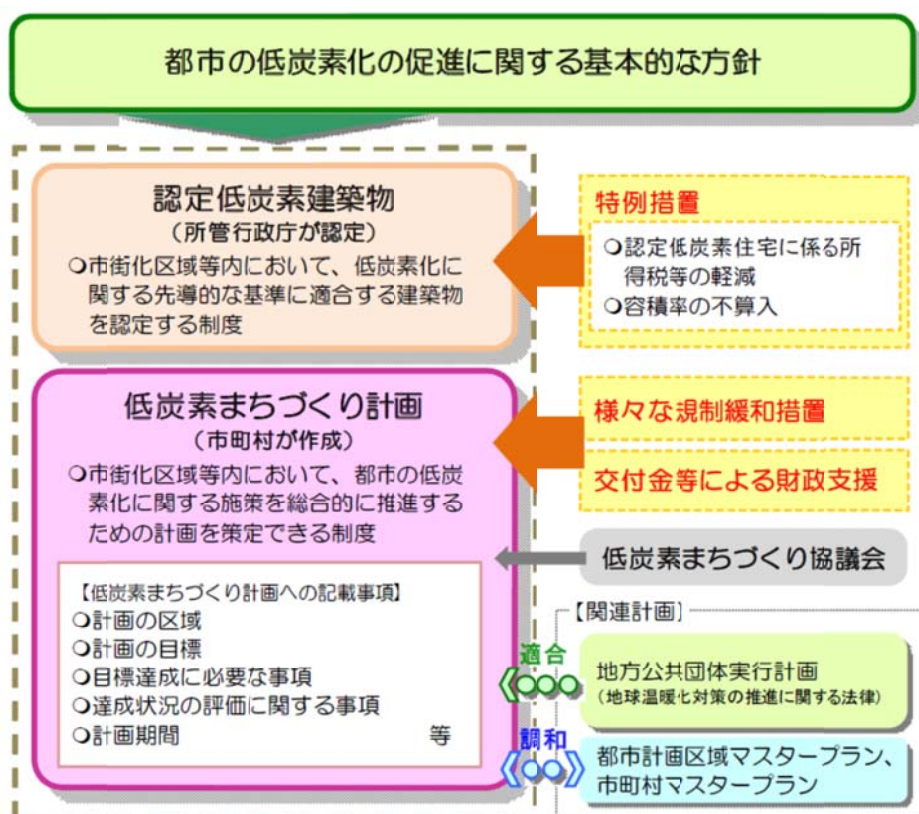 都市の低炭素化の促進に関する基本的な方針
認定低炭素建築物
(所管行政庁が認定)
○市街化区域等内において、低炭素化に
関する先導的な基準に適合する建築物
を認定する制度
特例措置
○認定低炭素住宅に係る所
得税等の軽減
○容積率の不算入
低炭素まちづくり計画
(市町村が作成)
○市街化区域等内において、都市の低炭
素化に関する施策を総合的に推進する
ための計画を策定できる制度
様々な規制緩和措置
交付金等による財政支援
低炭素まちづくり協議会
【低炭素まちづくり計画への記載事項】
○計画の区域
○計画の目標
○目標達成に必要な事項
○達成状況の評価に関する事項
○計画期間 等
【関連計画】
適合
地方公共団体実行計画
(地球温暖化対策の推進に関する法律)
調和
都市計画区域マスタープラン、
市町村マスタープラン